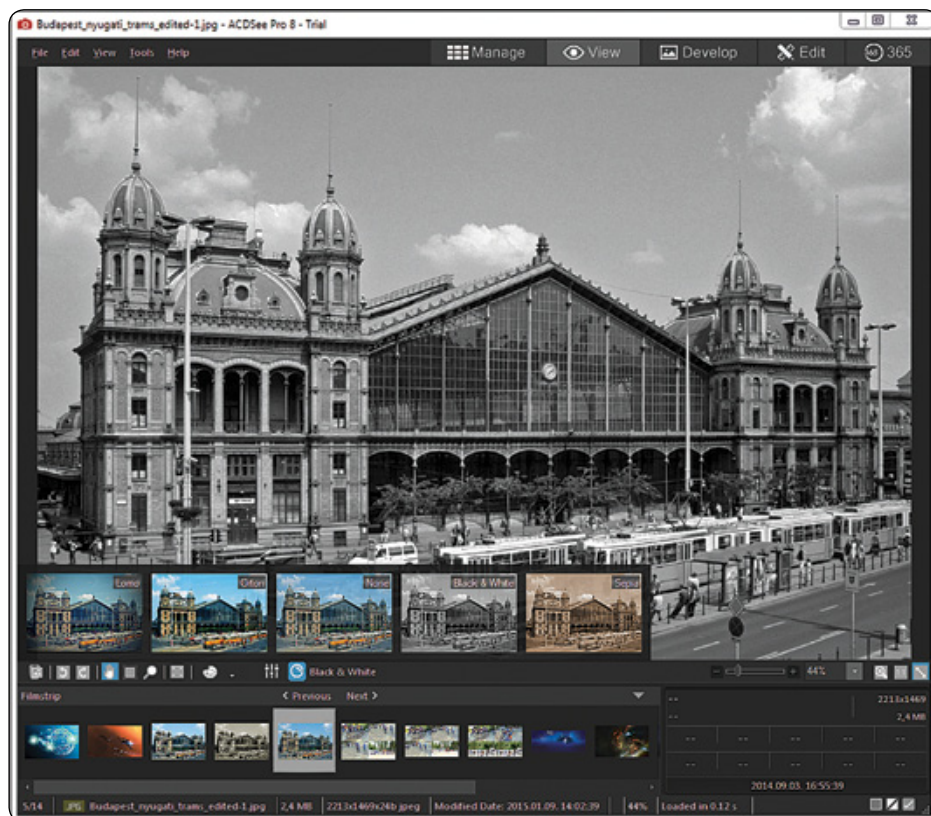 Budapest_nyugati_trams_edited-1.jpg - ACDSee Pro 8 - Trial
File Edit View Tools Help
Manage View Develop Edit 365 365
Lomo Orton None Black & White Sepia
Black & White
44%
Filmstrip
< Previous Next >
-- 2213x1469
-- 2,4 MB
-- -- -- -- --
-- -- -- -- --
2014.09.03. 16:55:39
5/14 JPG Budapest_nyugati_trams_edited-1.jpg 2,4 MB 2213x1469x24b jpeg Modified Date: 2015.01.09. 14:02:39 44% Loaded in 0.12 s